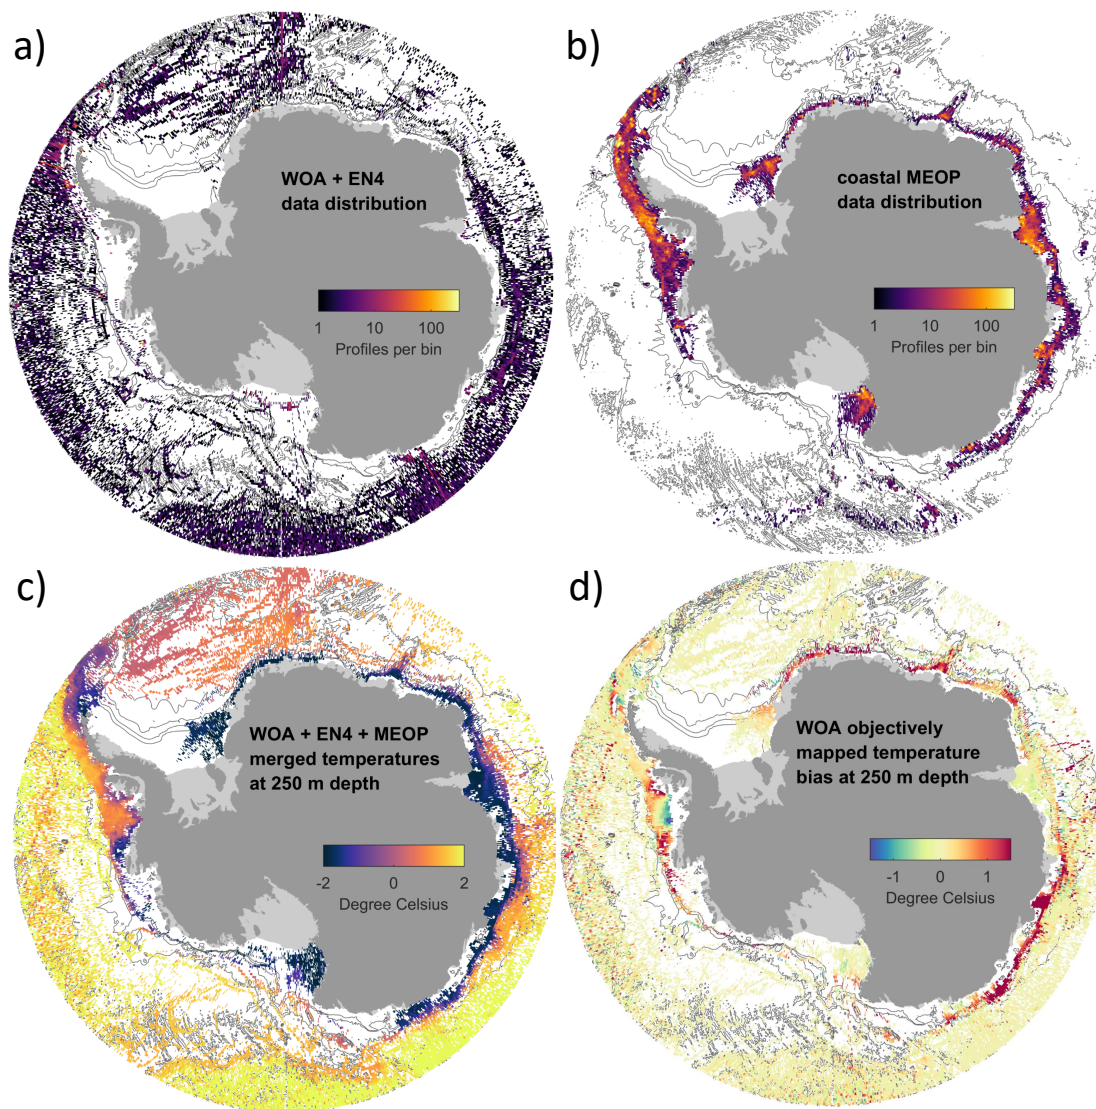 a)
WOA + EN4
data distribution
1 10 100
Profiles per bin
b)
coastal MEOP
data distribution
1 10 100
Profiles per bin
c)
WOA + EN4 + MEOP
merged temperatures
at 250 m depth
-2 0 2
Degree Celsius
d)
WOA objectively
mapped temperature
bias at 250 m depth
-1 0 1
Degree Celsius